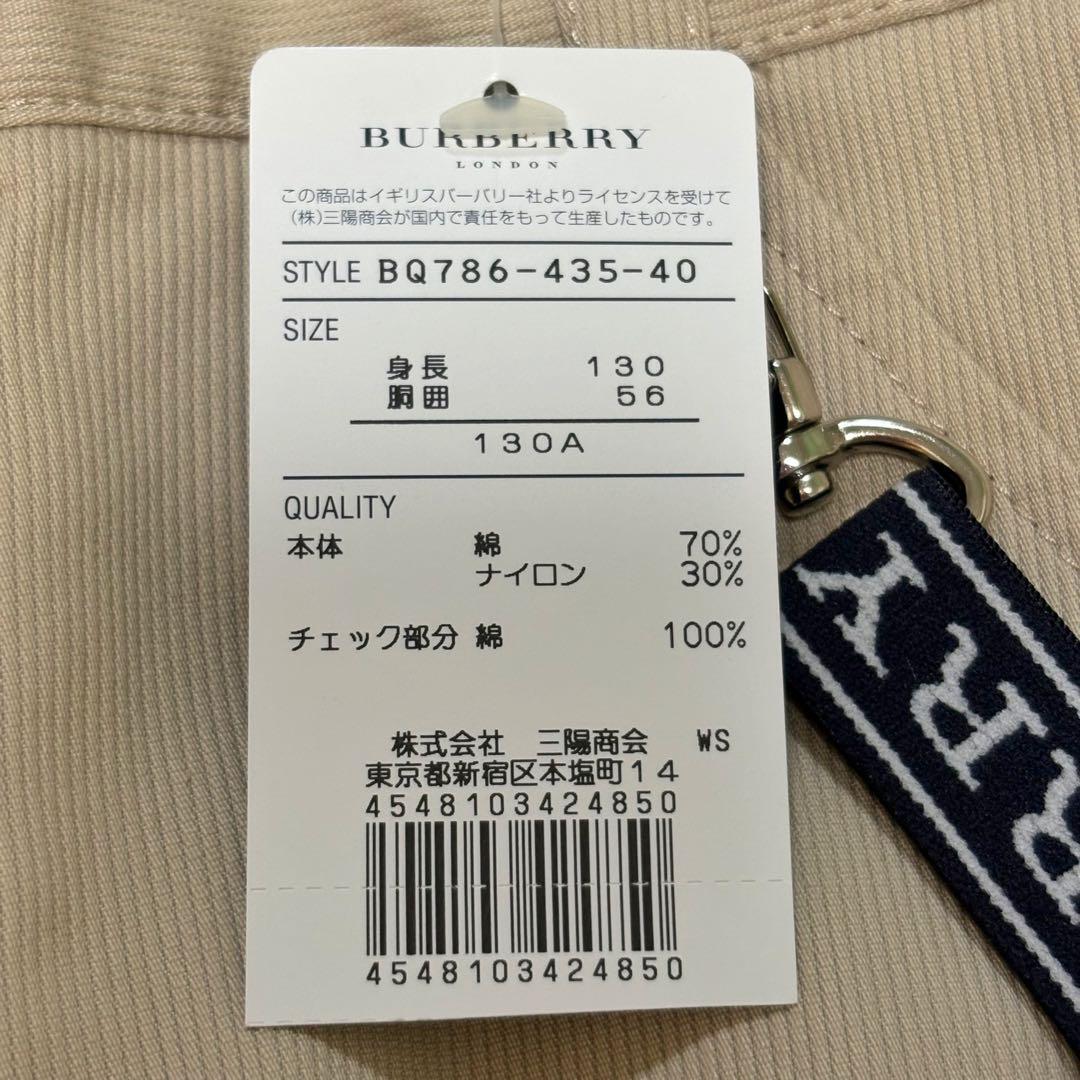 BURBERRY
LONDON
この商品はイギリスバーバリー社よりライセンスを受けて
(株)三陽商会が国内で責任をもって生産したものです。
STYLE BQ786-435-40
SIZE
身長 130
胴囲 56
130A
QUALITY
本体 綿 70%
ナイロン 30%
チェック部分 綿 100%
株式会社 三陽商会 WS
東京都新宿区本塩町14
4548103424850
4548103424850
RRY